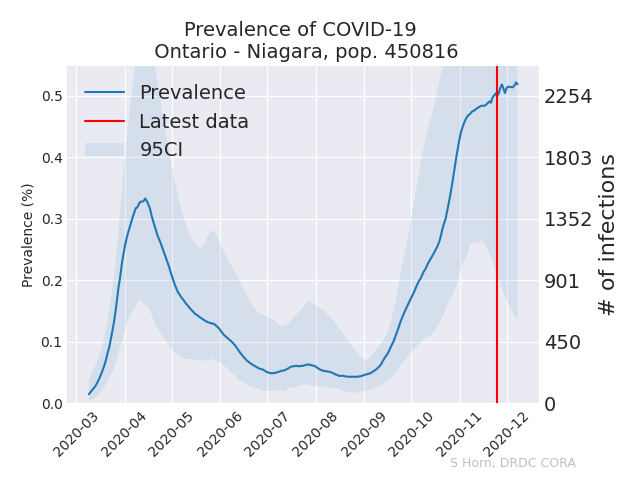 Prevalence of COVID-19
Ontario - Niagara, pop. 450816
Prevalence
Latest data
95CI
Prevalence (%)
0.5
0.4
0.3
0.2
0.1
0.0
2254
1803
1352
901
450
0
# of infections
2020-03
2020-04
2020-05
2020-06
2020-07
2020-08
2020-09
2020-10
2020-11
2020-12
S Horn, DRDC CORA